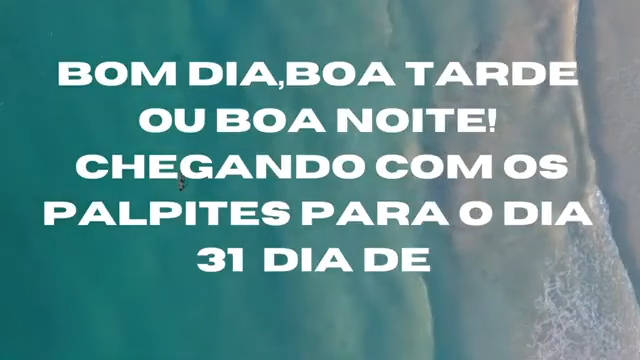 BOM DIA,BOA TARDE
OU BOA NOITE!
CHEGANDO COM OS
PALPITES PARA O DIA
31 DIA DE